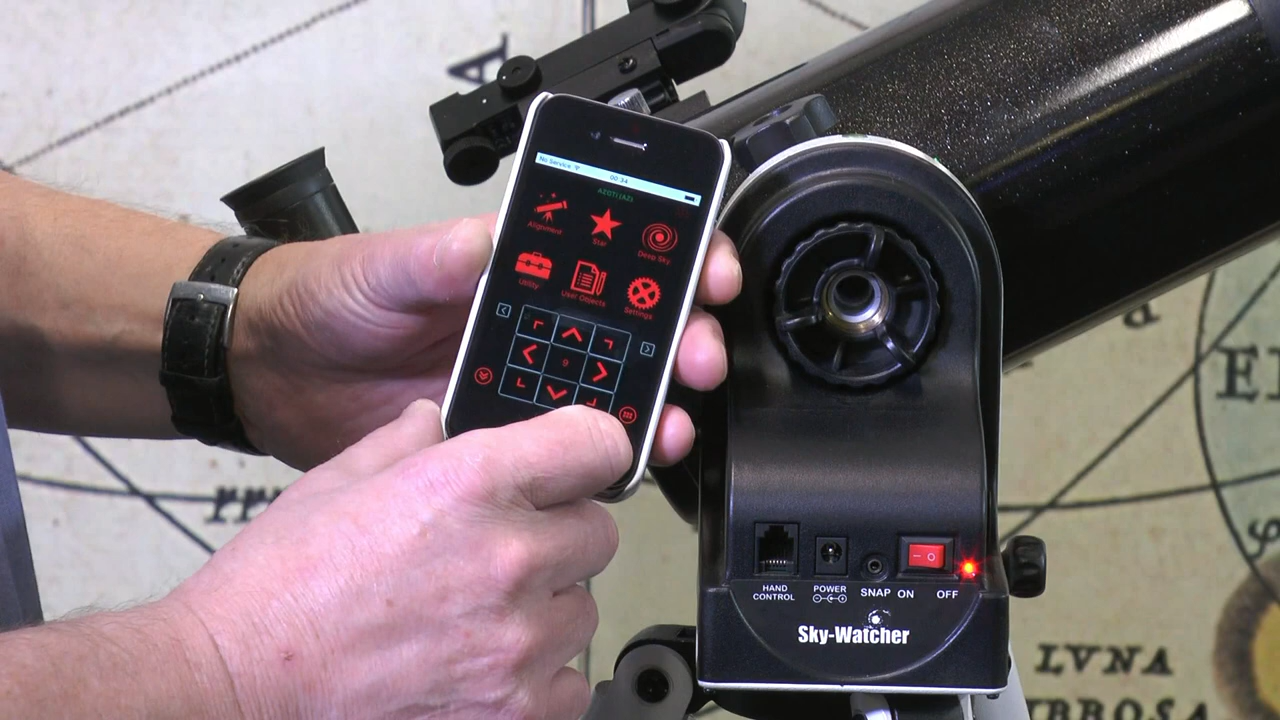 No Service
00:34
AZGTi (AZ)
Alignment
Star
Deep Sky
Utility
User Objects
Settings
9
HAND CONTROL
POWER
SNAP
ON
OFF
Sky-Watcher
A
LVNA